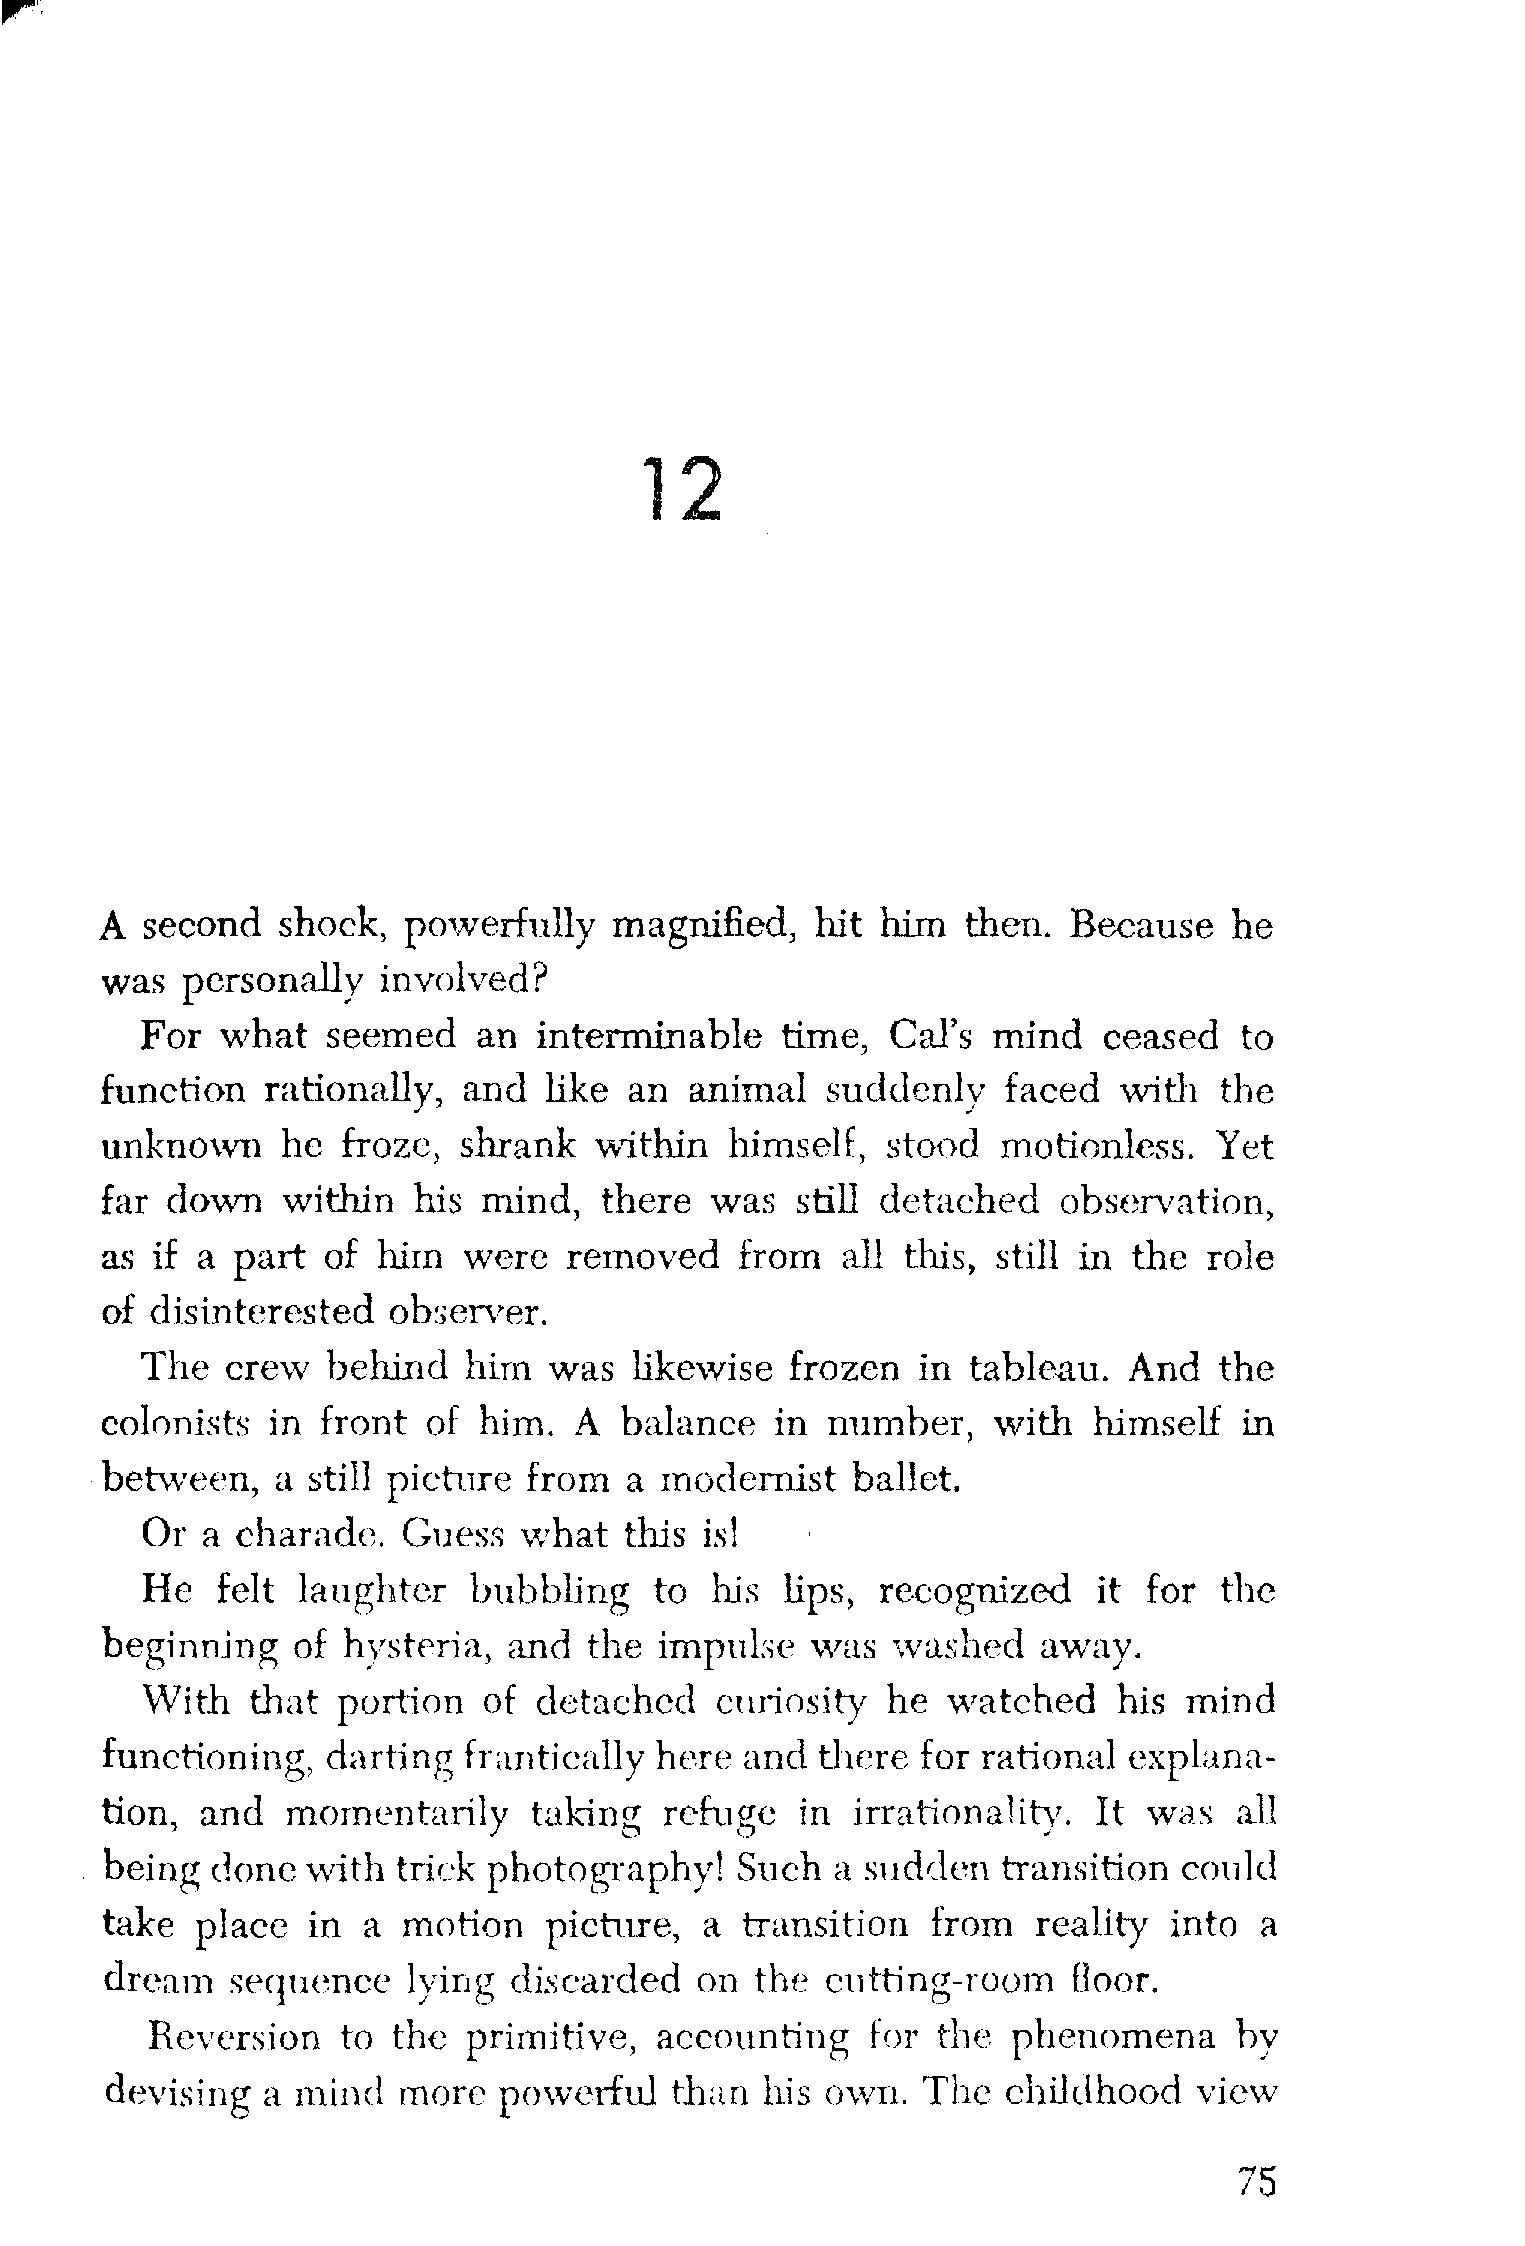 12
A second shock, powerfully magnified, hit him then. Because he
was personally involved?
For what seemed an interminable time, Cal's mind ceased to
function rationally, and like an animal suddenly faced with the
unknown he froze, shrank within himself, stood motionless. Yet
far down within his mind, there was still detached observation,
as if a part of him were removed from all this, still in the role
of disinterested observer.
The crew behind him was likewise frozen in tableau. And the
colonists in front of him. A balance in number, with himself in
between, a still picture from a modernist ballet.
Or a charade. Guess what this is!
He felt laughter bubbling to his lips, recognized it for the
beginning of hysteria, and the impulse was washed away.
With that portion of detached curiosity he watched his mind
functioning, darting frantically here and there for rational explana-
tion, and momentarily taking refuge in irrationality. It was all
being done with trick photography! Such a sudden transition could
take place in a motion picture, a transition from reality into a
dream sequence lying discarded on the cutting-room floor.
Reversion to the primitive, accounting for the phenomena by
devising a mind more powerful than his own. The childhood view
75